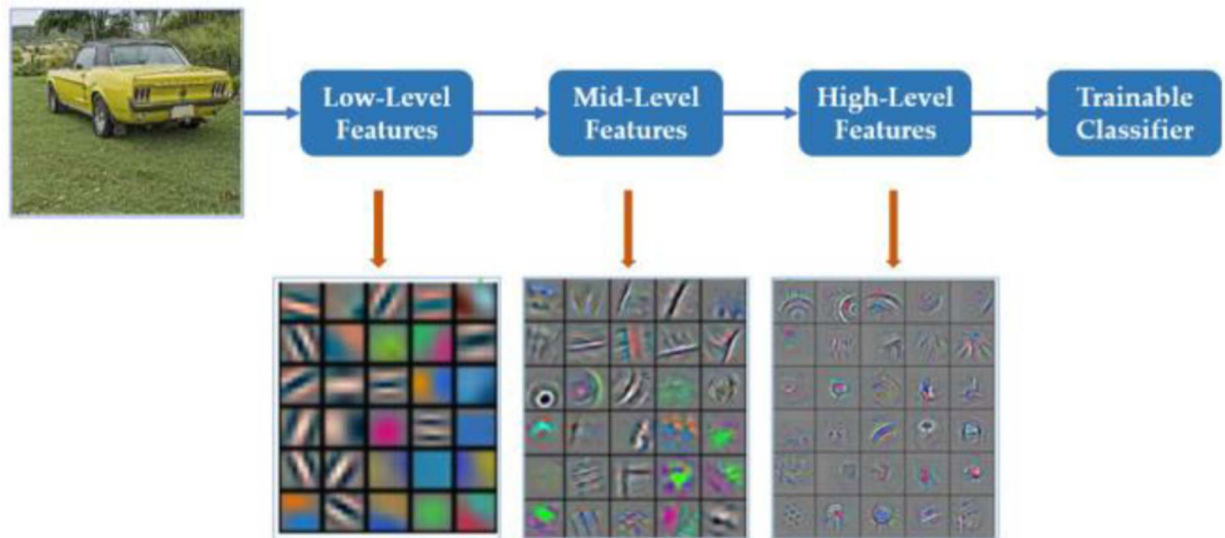 Low-Level
Features
Mid-Level
Features
High-Level
Features
Trainable
Classifier